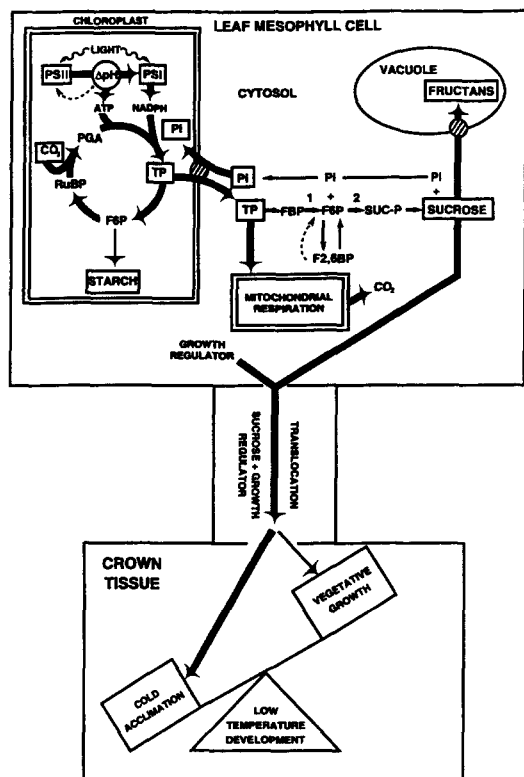 CHLOROPLAST
LEAF MESOPHYLL CELL
LIGHT
PSII
ΔpH
PSI
ATP
NADPH
PGA
PI
CO2
TP
RuBP
F6P
STARCH
CYTOSOL
VACUOLE
FRUCTANS
PI
PI
PI
+
1
+
2
TP
FBP
F6P
SUC-P
SUCROSE
F2,6BP
MITOCHONDRIAL
RESPIRATION
CO2
GROWTH
REGULATOR
TRANSLOCATION
SUCROSE + GROWTH
REGULATOR
CROWN
TISSUE
VEGETATIVE
GROWTH
COLD
ACCLIMATION
LOW
TEMPERATURE
DEVELOPMENT